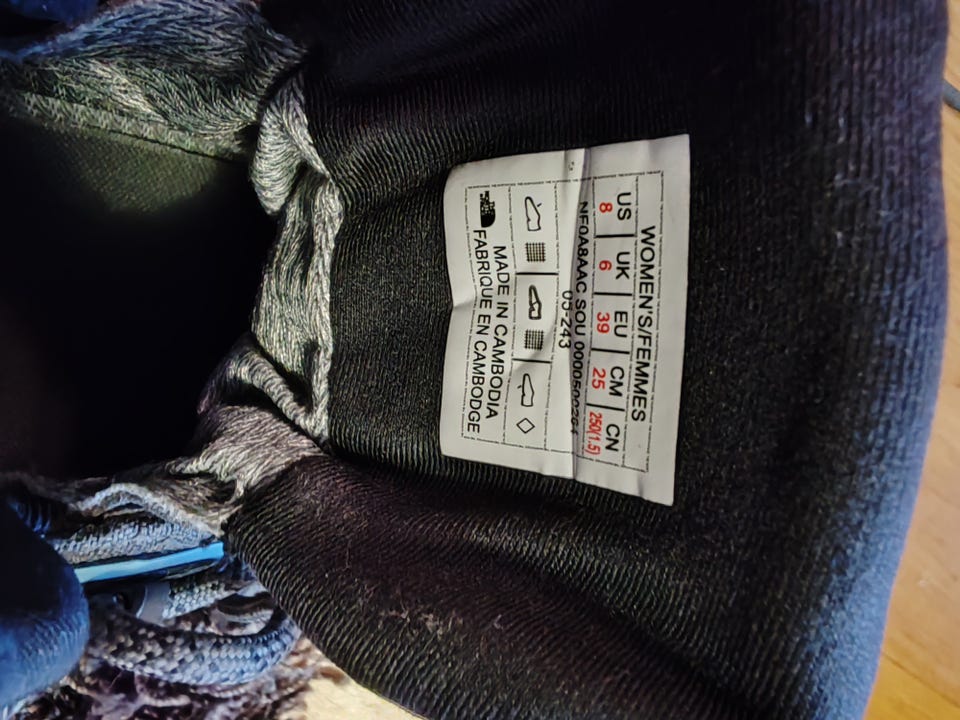 WOMEN'S/FEMMES
US | UK | EU | CM | CN
8 6 39 25 250(1.5)
NF0A8AAC SOU
05-243
MADE IN CAMBODIA
FABRIQUE EN CAMBODGE